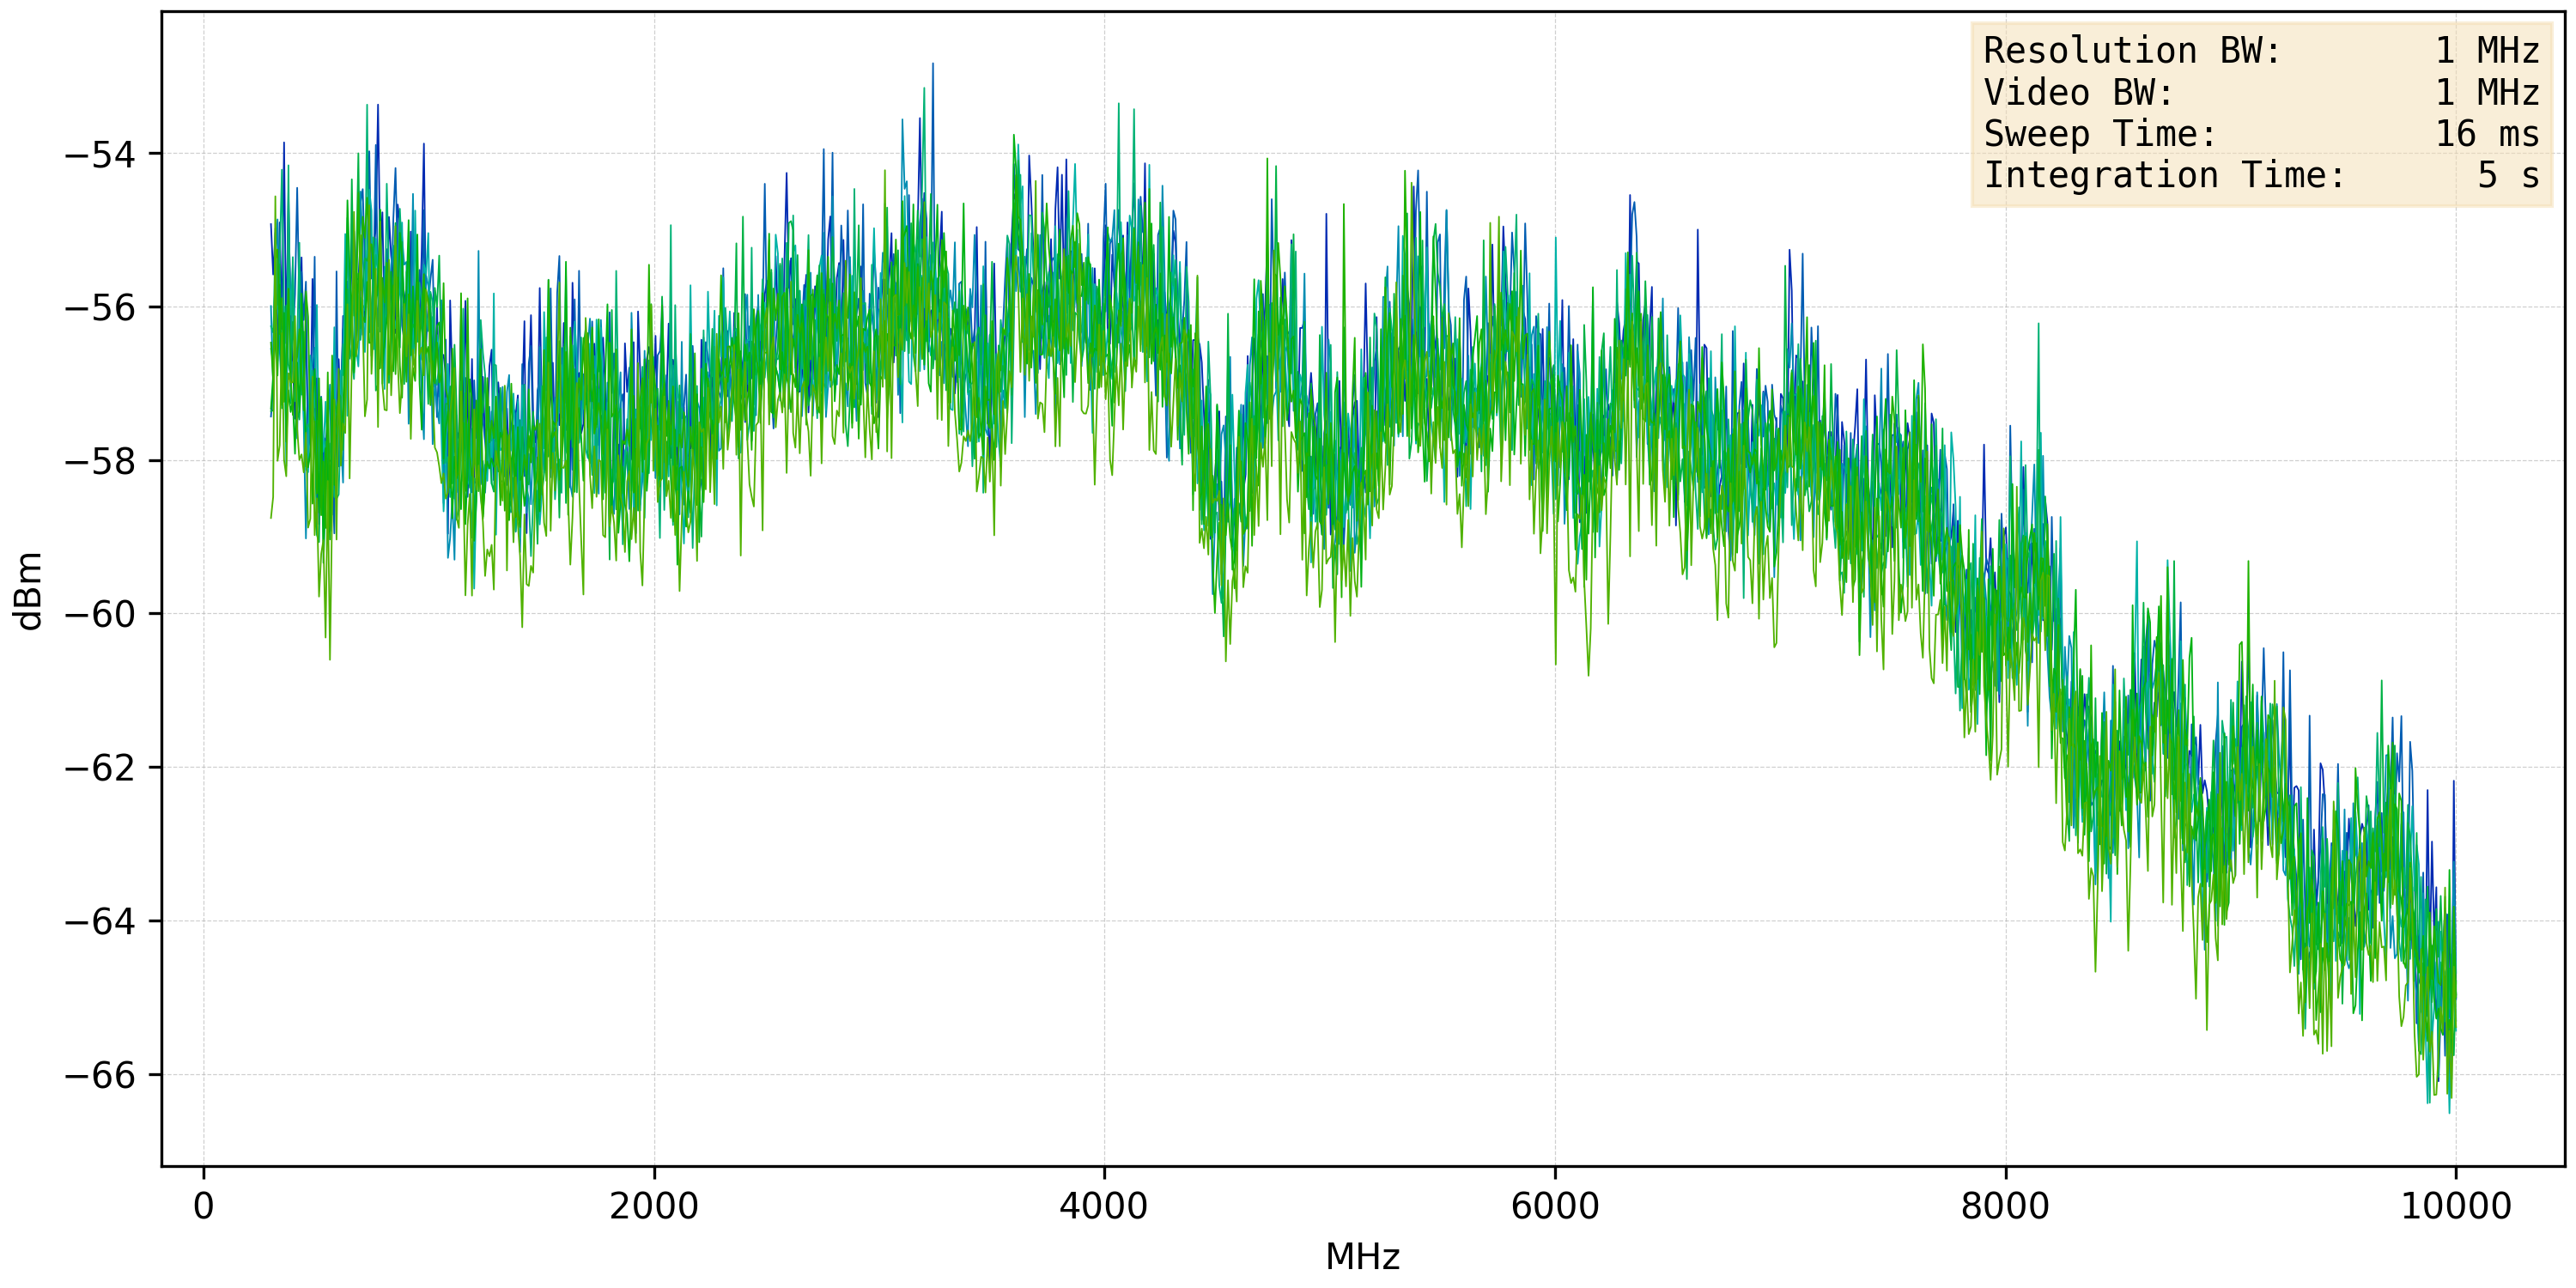 Resolution BW: 1 MHz
Video BW: 1 MHz
Sweep Time: 16 ms
Integration Time: 5 s
−54
−56
−58
−60
−62
−64
−66
dBm
0 2000 4000 6000 8000 10000
MHz